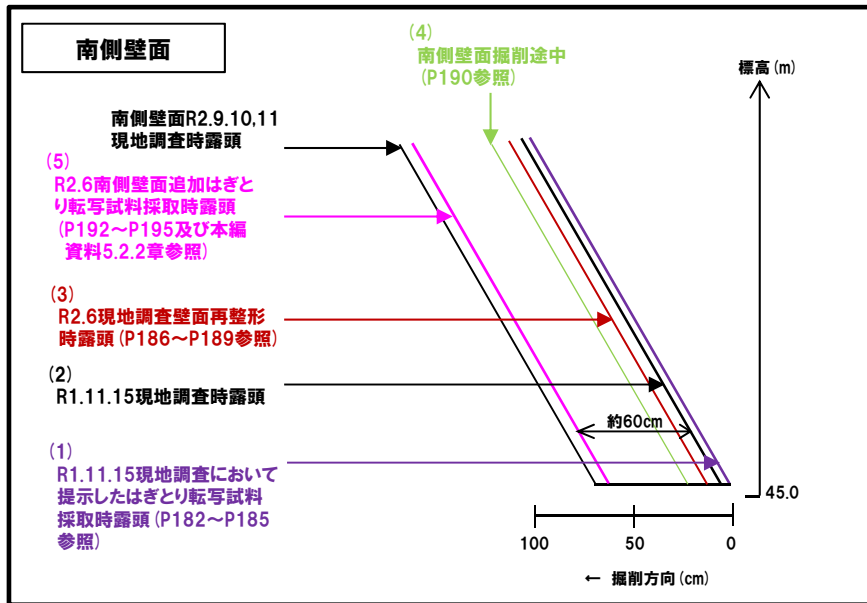 南側壁面
(4)
南側壁面掘削途中
(P190参照)
標高(m)
南側壁面R2.9.10,11
現地調査時露頭
(5)
R2.6南側壁面追加はぎと
り転写試料採取時露頭
(P192～P195及び本編
資料5.2.2章参照)
(3)
R2.6現地調査壁面再整形
時露頭(P186～P189参照)
(2)
R1.11.15現地調査時露頭
約60cm
(1)
R1.11.15現地調査において
提示したはぎとり転写試料
採取時露頭(P182～P185
参照)
45.0
100 50 0
← 掘削方向(cm)